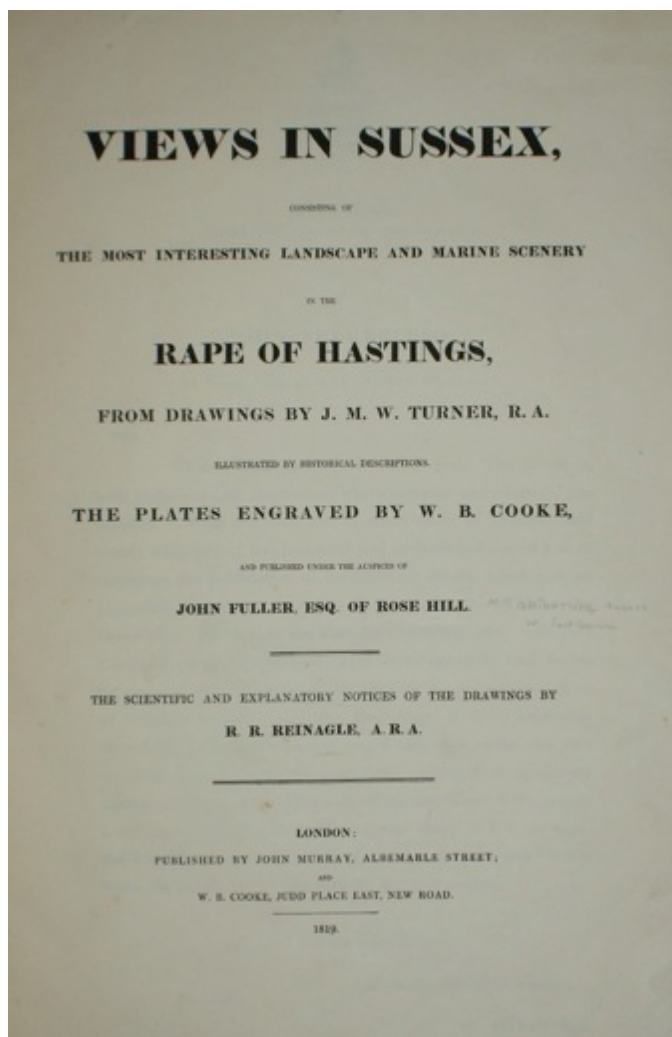 VIEWS IN SUSSEX,
CONSISTING OF
THE MOST INTERESTING LANDSCAPE AND MARINE SCENERY
IN THE
RAPE OF HASTINGS,
FROM DRAWINGS BY J. M. W. TURNER, R. A.
ILLUSTRATED BY HISTORICAL DESCRIPTIONS.
THE PLATES ENGRAVED BY W. B. COOKE,
AND PUBLISHED UNDER THE AUSPICES OF
JOHN FULLER, ESQ. OF ROSE HILL.
THE SCIENTIFIC AND EXPLANATORY NOTICES OF THE DRAWINGS BY
R. R. REINAGLE, A. R. A.
LONDON:
PUBLISHED BY JOHN MURRAY, ALBEMARLE STREET;
AND
W. B. COOKE, JUDD PLACE EAST, NEW ROAD.
1819.